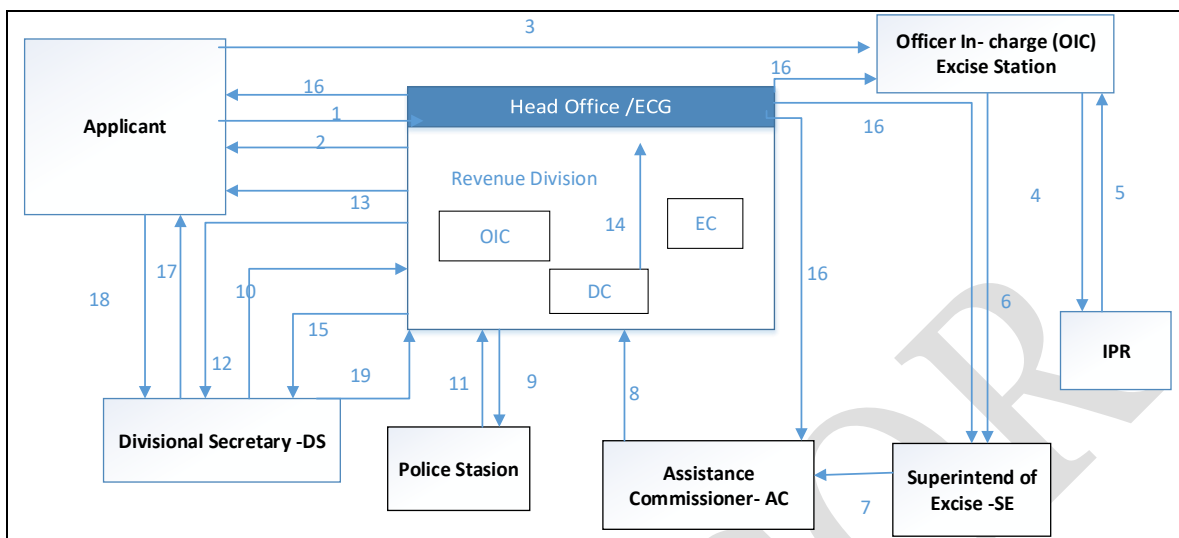 3
Officer In- charge (OIC)
Excise Station
16
16
Head Office /ECG
Applicant
1
16
2
Revenue Division
4
5
13
OIC
14
EC
17
10
DC
16
18
6
15
12
19
11
9
8
IPR
Divisional Secretary -DS
Police Stasion
Assistance
Commissioner- AC
7
Superintend of
Excise -SE